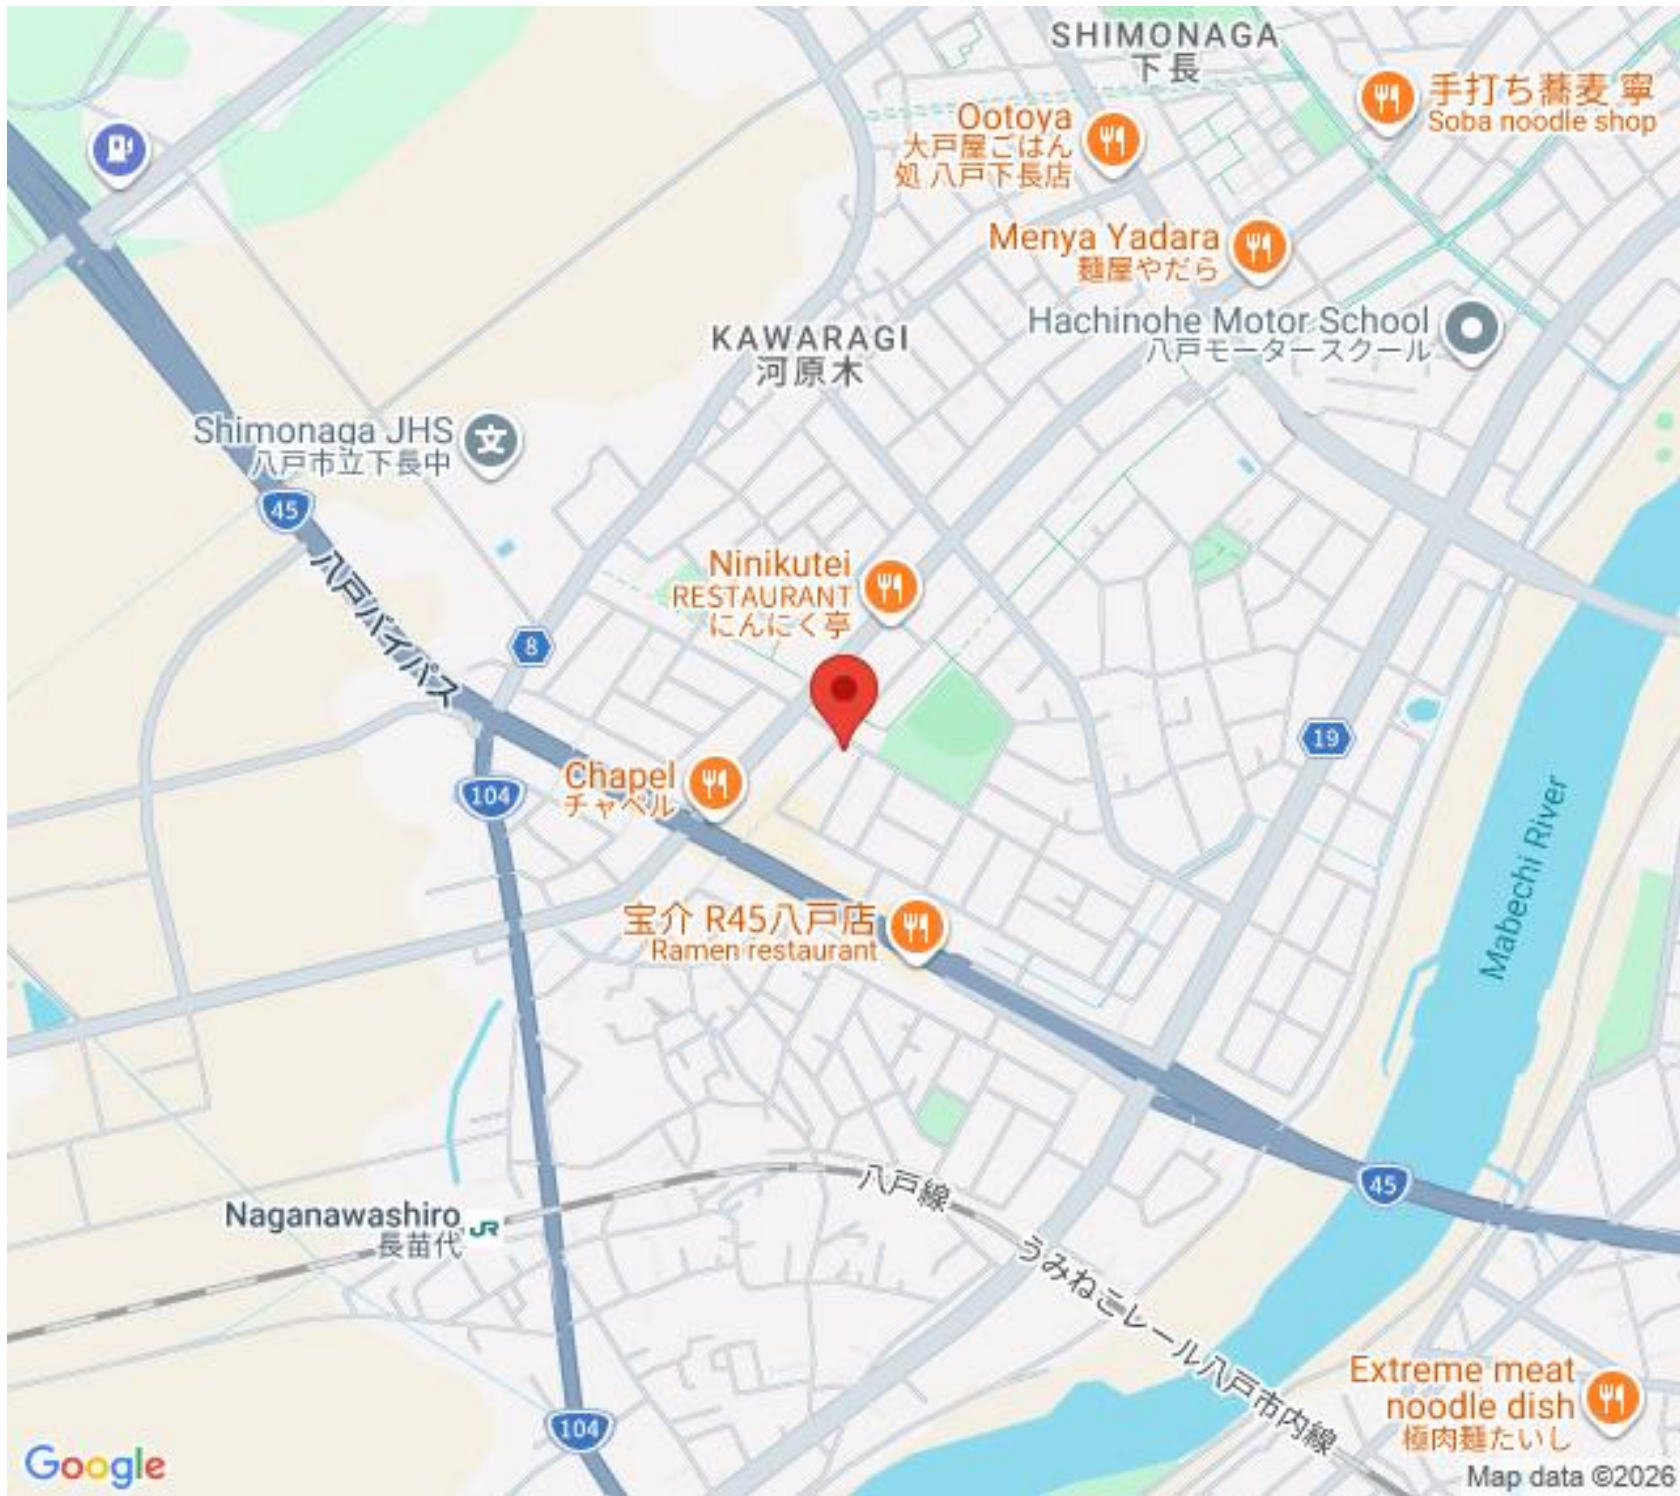 SHIMONAGA
下長
手打ち蕎麦 寧
Soba noodle shop
Ootoya
大戸屋ごはん
処 八戸下長店
Menya Yadara
麺屋やだら
Hachinohe Motor School
八戸モータースクール
KAWARAGI
河原木
Shimonaga JHS
八戸市立下長中
45
八戸バイパス
Ninikutei
RESTAURANT
にんにく亭
8
19
104
Chapel
チャペル
Mabechi River
宝介 R45八戸店
Ramen restaurant
八戸線
45
Naganawashiro
長苗代
JR
うみねこレール八戸市内線
Extreme meat
noodle dish
極肉麺たいし
104
Google
Map data ©2026